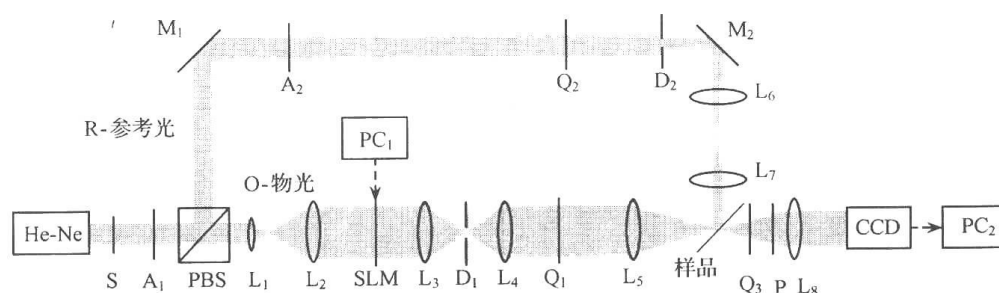 M₁
M₂
A₂
Q₂
D₂
L₆
R-参考光
PC₁
L₇
O-物光
He-Ne
CCD
PC₂
S
A₁
PBS
L₁
L₂
SLM
L₃
D₁
L₄
Q₁
L₅
样品
Q₃
P
L₈